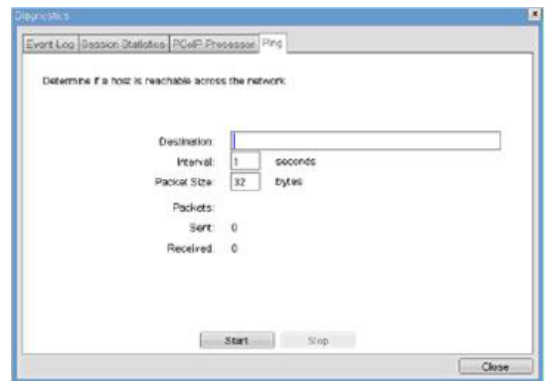 Diagnostics
Event Log Session Statistics PCoIP Processor Ping
Determine if a host is reachable across the network
Destination:
Interval: 1 seconds
Packet Size: 32 bytes
Packets:
Sent: 0
Received: 0
Start Stop
Close